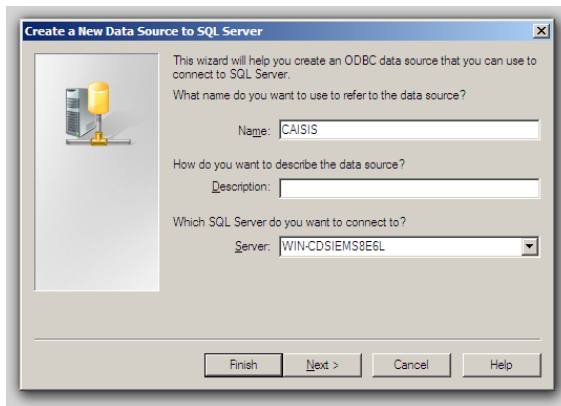 Create a New Data Source to SQL Server
This wizard will help you create an ODBC data source that you can use to
connect to SQL Server.
What name do you want to use to refer to the data source?
Name: CAISIS
How do you want to describe the data source?
Description:
Which SQL Server do you want to connect to?
Server: WIN-CDSIEMS8E6L
Finish Next > Cancel Help